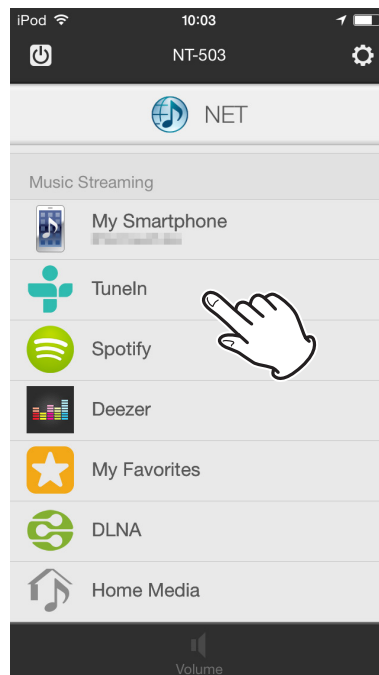 iPod 10:03
NT-503
NET
Music Streaming
My Smartphone
TuneIn
Spotify
Deezer
My Favorites
DLNA
Home Media
Volume